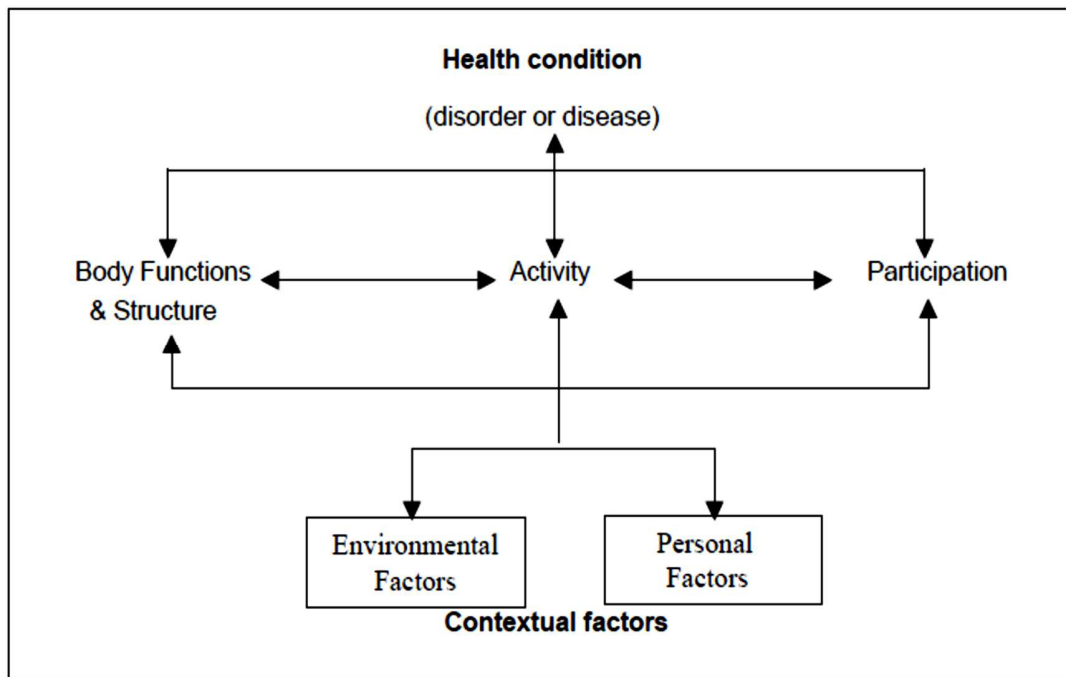 Health condition
(disorder or disease)
Body Functions
& Structure
Activity
Participation
Environmental
Factors
Personal
Factors
Contextual factors